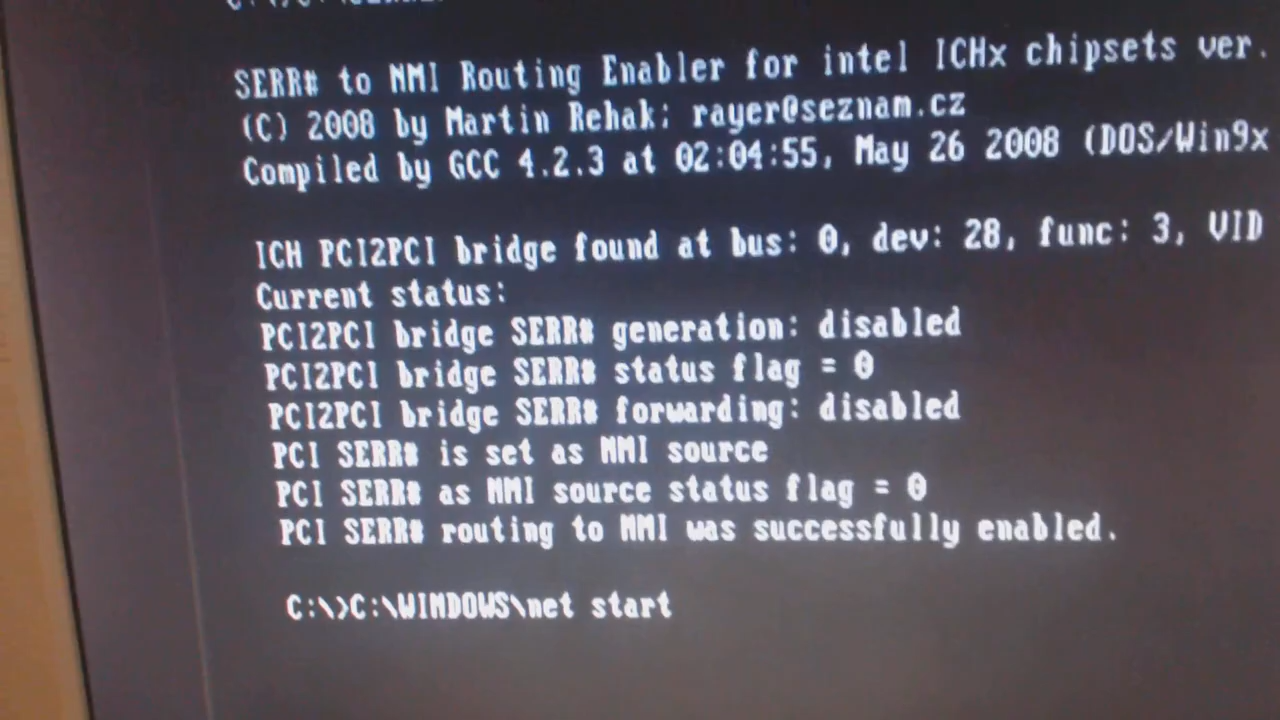 SERR# to NMI Routing Enabler for intel ICHx chipsets ver.
(C) 2008 by Martin Rehak; rayer@seznam.cz
Compiled by GCC 4.2.3 at 02:04:55, May 26 2008 (DOS/Win9x
ICH PCI2PCI bridge found at bus: 0, dev: 28, func: 3, VID
Current status:
PCI2PCI bridge SERR# generation: disabled
PCI2PCI bridge SERR# status flag = 0
PCI2PCI bridge SERR# forwarding: disabled
PCI SERR# is set as NMI source
PCI SERR# as NMI source status flag = 0
PCI SERR# routing to NMI was successfully enabled.
C:\>C:\WINDOWS\net start